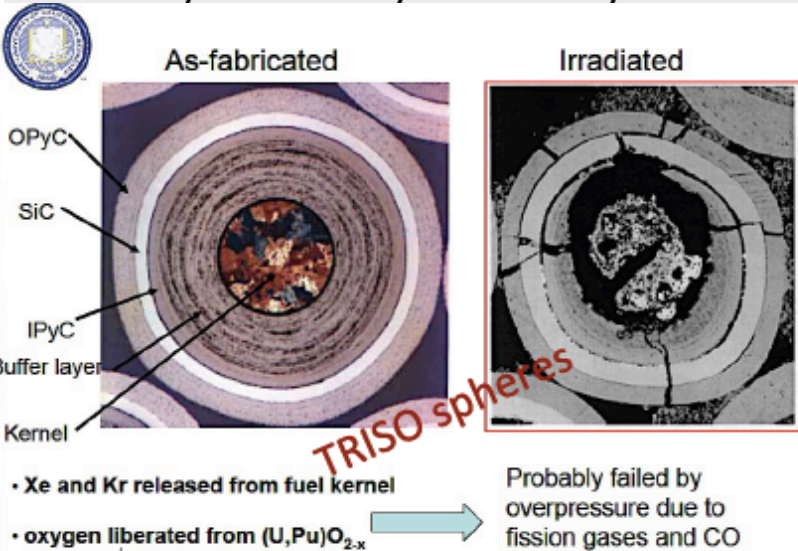 As-fabricated
Irradiated
OPyC
SiC
IPyC
Buffer layer
Kernel
TRISO spheres
• Xe and Kr released from fuel kernel
• oxygen liberated from (U,Pu)O2-x
Probably failed by
overpressure due to
fission gases and CO